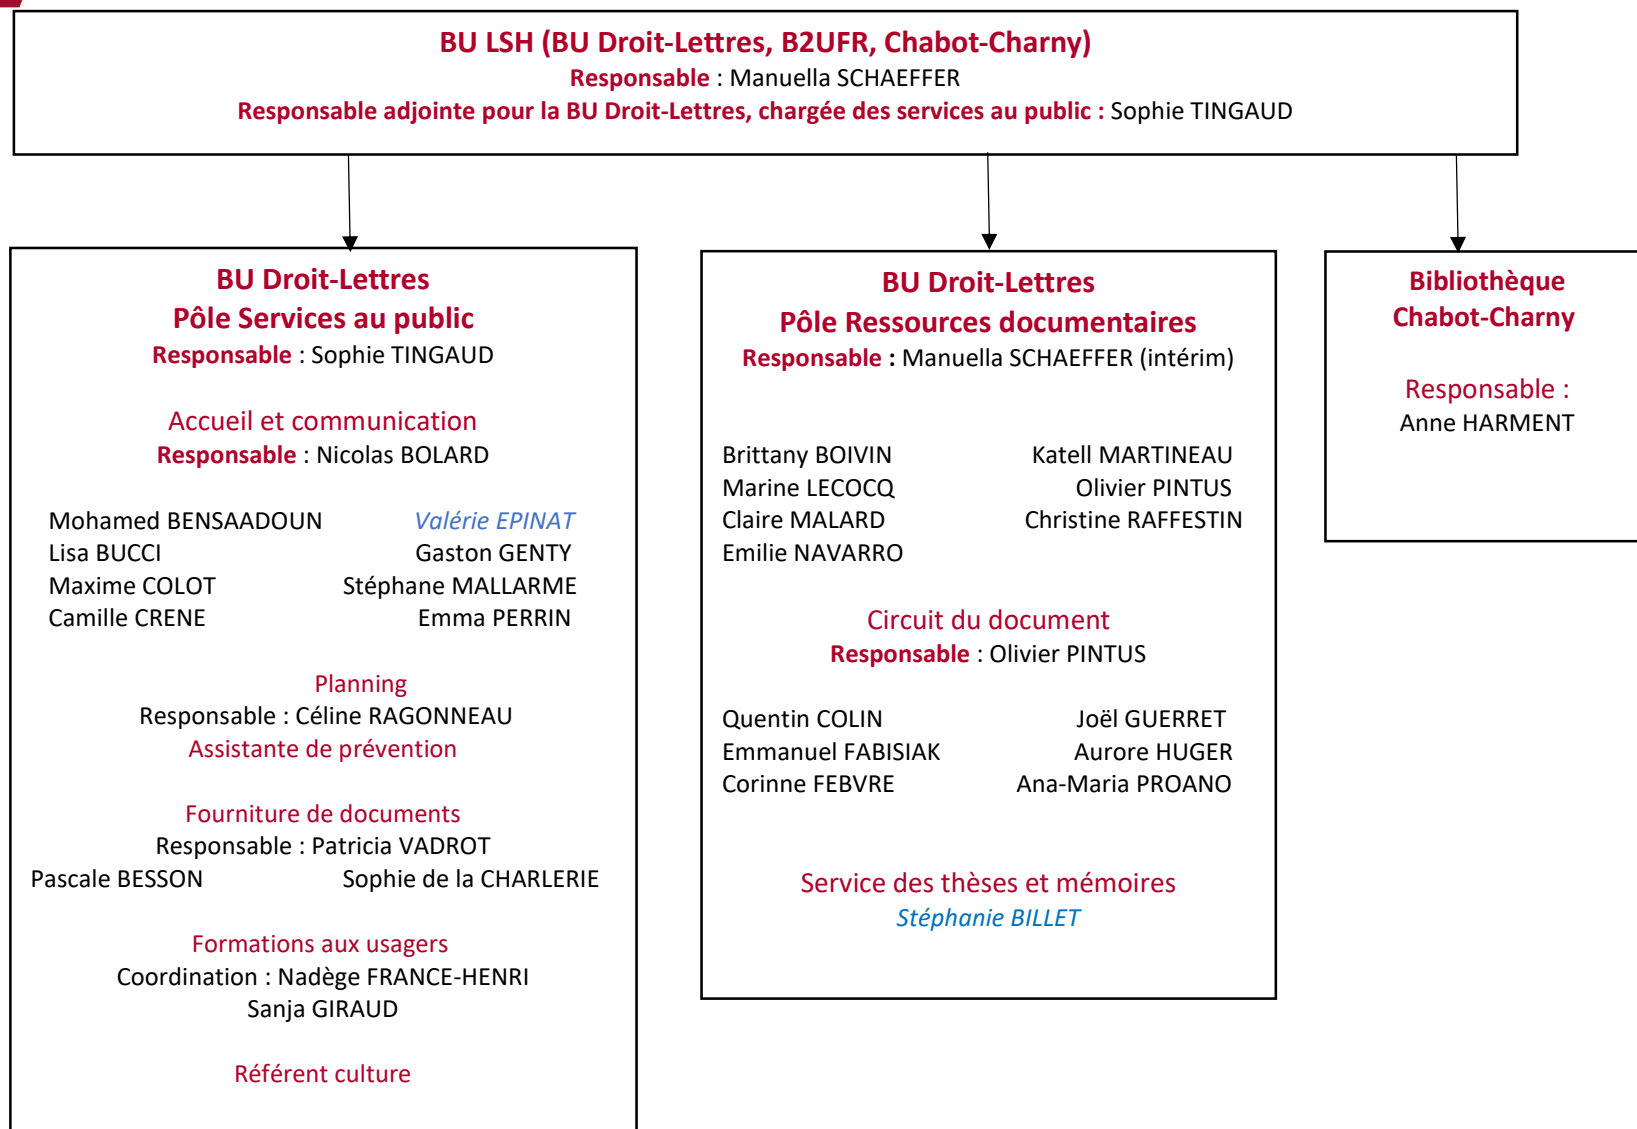 BU LSH (BU Droit-Lettres, B2UFR, Chabot-Charny)
Responsable : Manuella SCHAEFFER
Responsable adjointe pour la BU Droit-Lettres, chargée des services au public : Sophie TINGAUD
BU Droit-Lettres
Pôle Services au public
Responsable : Sophie TINGAUD
Accueil et communication
Responsable : Nicolas BOLARD
Mohamed BENSAADOUN Valérie EPINAT
Lisa BUCCI Gaston GENTY
Maxime COLOT Stéphane MALLARME
Camille CRENE Emma PERRIN
Planning
Responsable : Céline RAGONNEAU
Assistante de prévention
Fourniture de documents
Responsable : Patricia VADROT
Pascale BESSON Sophie de la CHARLERIE
Formations aux usagers
Coordination : Nadège FRANCE-HENRI
Sanja GIRAUD
Référent culture
BU Droit-Lettres
Pôle Ressources documentaires
Responsable : Manuella SCHAEFFER (intérim)
Brittany BOIVIN Katell MARTINEAU
Marine LECOCQ Olivier PINTUS
Claire MALARD Christine RAFFESTIN
Emilie NAVARRO
Circuit du document
Responsable : Olivier PINTUS
Quentin COLIN Joël GUERRET
Emmanuel FABISIAK Aurore HUGER
Corinne FEBVRE Ana-Maria PROANO
Service des thèses et mémoires
Stéphanie BILLET
Bibliothèque
Chabot-Charny
Responsable :
Anne HARMENT